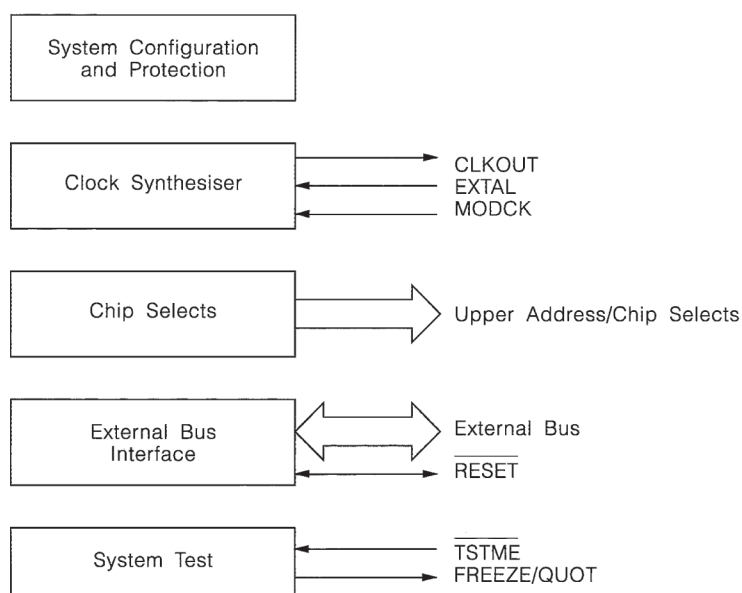 System Configuration
and Protection
Clock Synthesiser
CLKOUT
EXTAL
MODCK
Chip Selects
Upper Address/Chip Selects
External Bus
Interface
External Bus
RESET
System Test
TSTME
FREEZE/QUOT